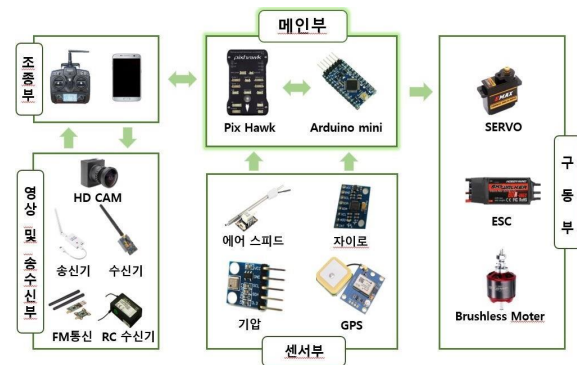 메인부
조종부
pixhawk
Pix Hawk
Arduino mini
SERVO
ESC
Brushless Moter
구동부
영상 및 송수신부
HD CAM
송신기
수신기
FM통신
RC 수신기
에어 스피드
자이로
기압
GPS
센서부